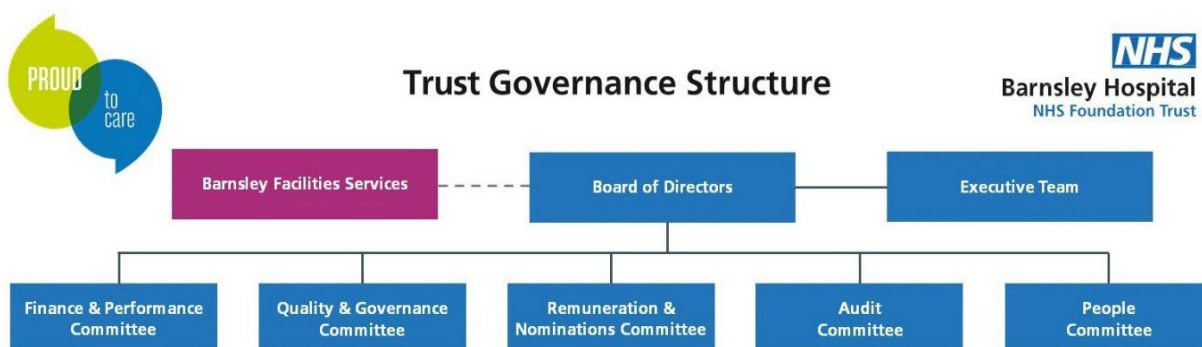 PROUD
to
care
Trust Governance Structure
NHS
Barnsley Hospital
NHS Foundation Trust
Barnsley Facilities Services
Board of Directors
Executive Team
Finance & Performance
Committee
Quality & Governance
Committee
Remuneration &
Nominations Committee
Audit
Committee
People
Committee